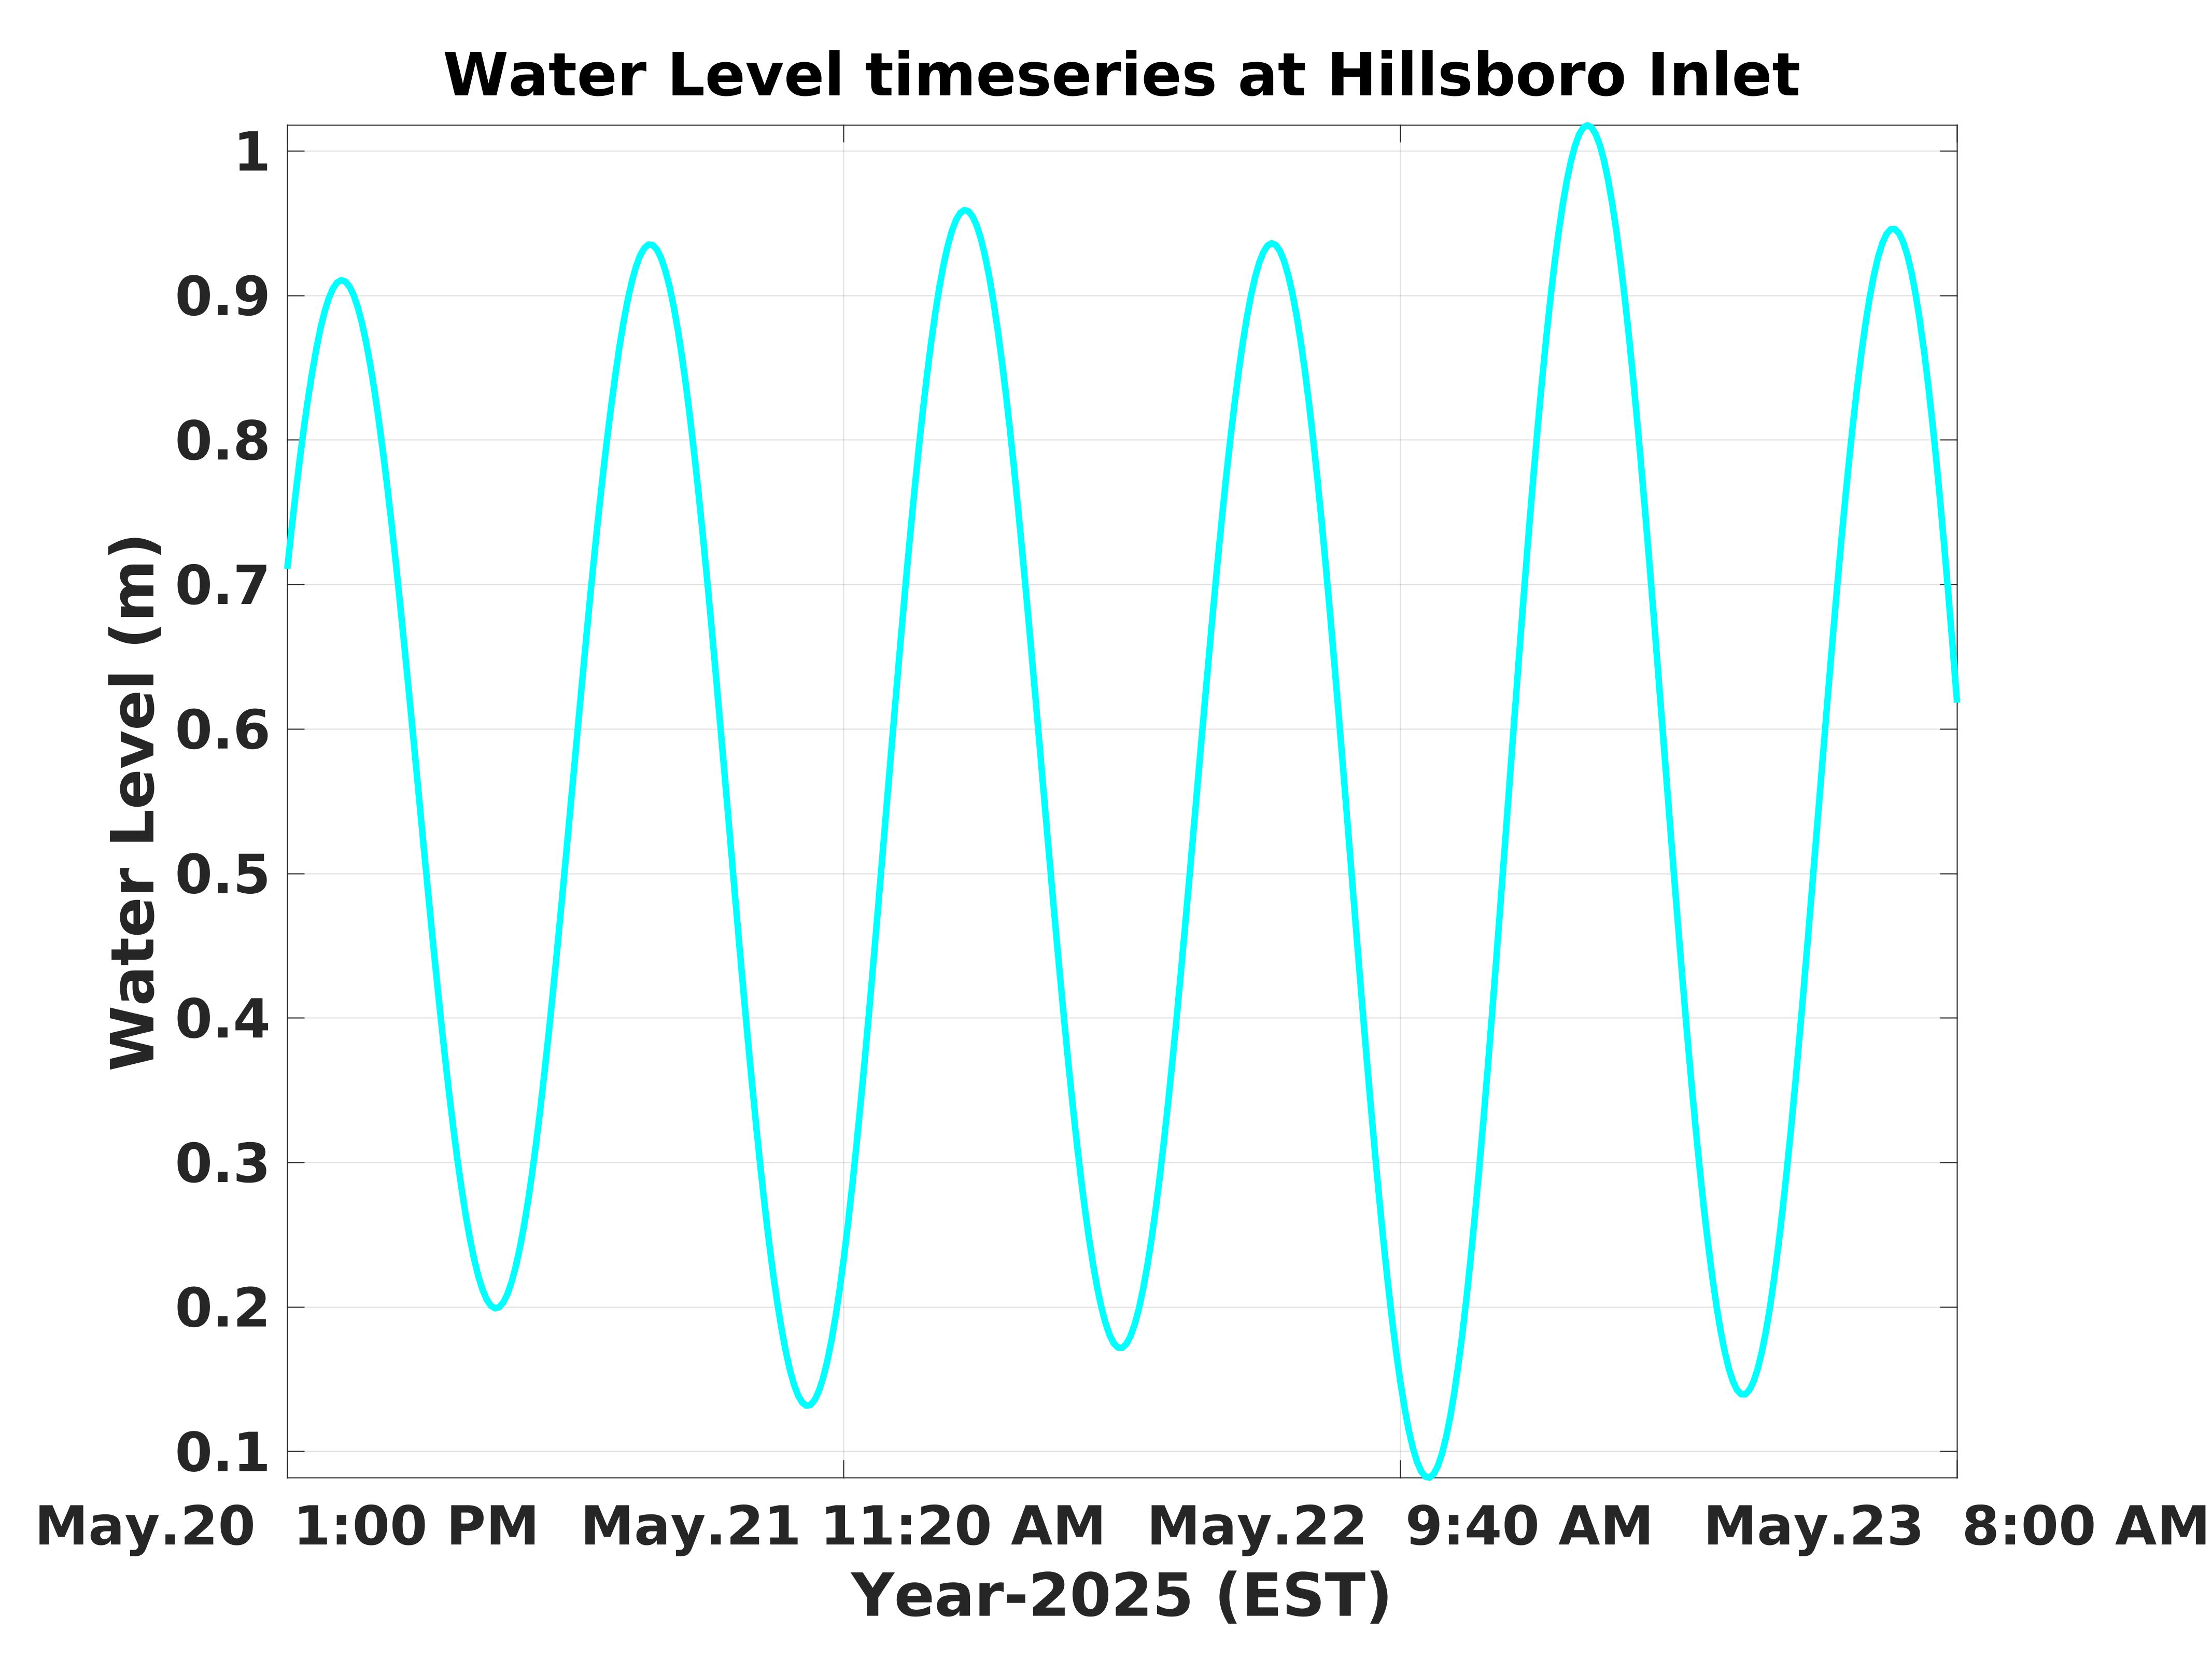 Water Level timeseries at Hillsboro Inlet
1
0.9
0.8
0.7
0.6
0.5
0.4
0.3
0.2
0.1
Water Level (m)
May.20 1:00 PM May.21 11:20 AM May.22 9:40 AM May.23 8:00 AM
Year-2025 (EST)